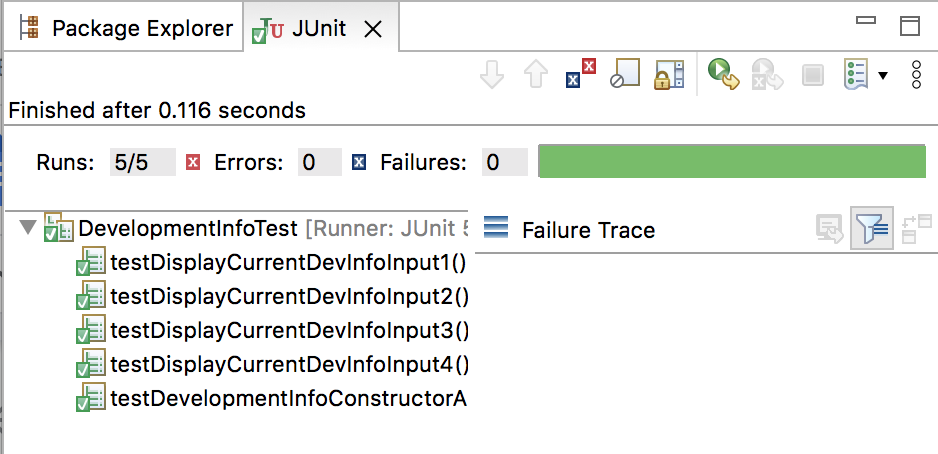 Package Explorer JUnit
Finished after 0.116 seconds
Runs: 5/5 Errors: 0 Failures: 0
DevelopmentInfoTest [Runner: JUnit 5
Failure Trace
testDisplayCurrentDevInfoInput1()
testDisplayCurrentDevInfoInput2()
testDisplayCurrentDevInfoInput3()
testDisplayCurrentDevInfoInput4()
testDevelopmentInfoConstructorA